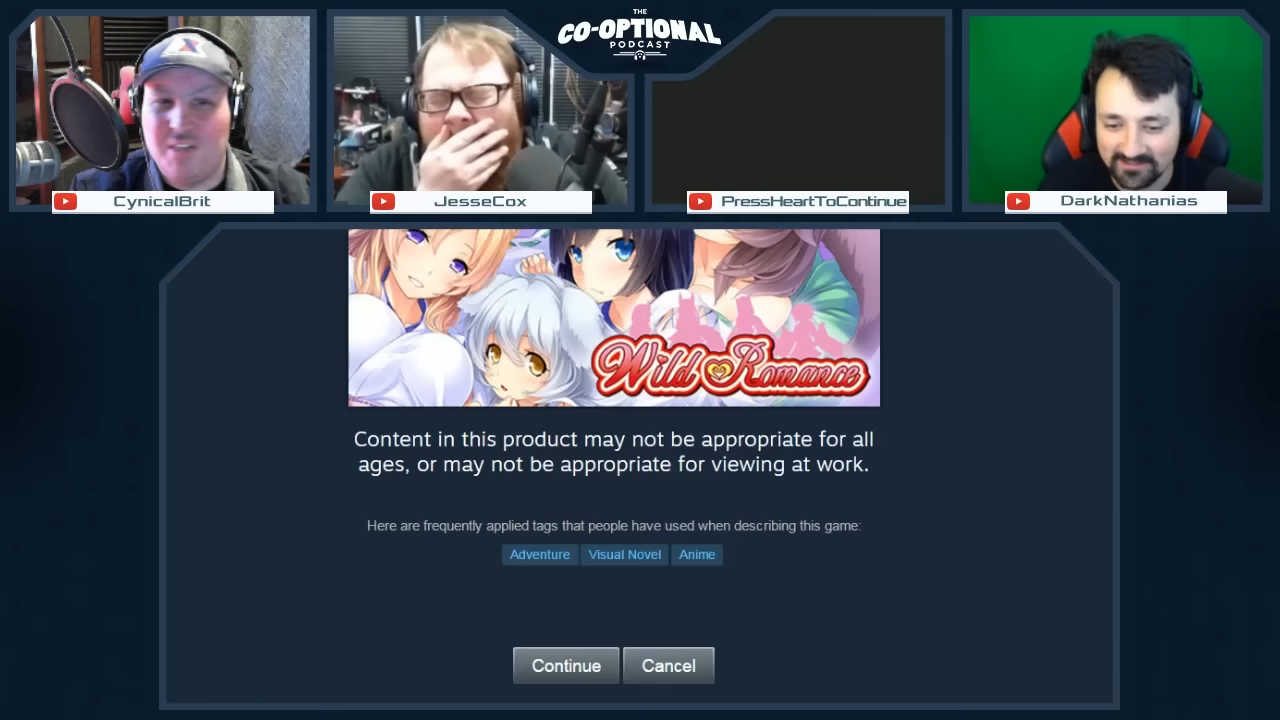 THE
CO-OPTIONAL
PODCAST
CynicalBrit
JesseCox
PressHeartToContinue
DarkNathanias
Wild Romance
Content in this product may not be appropriate for all
ages, or may not be appropriate for viewing at work.
Here are frequently applied tags that people have used when describing this game:
Adventure Visual Novel Anime
Continue Cancel